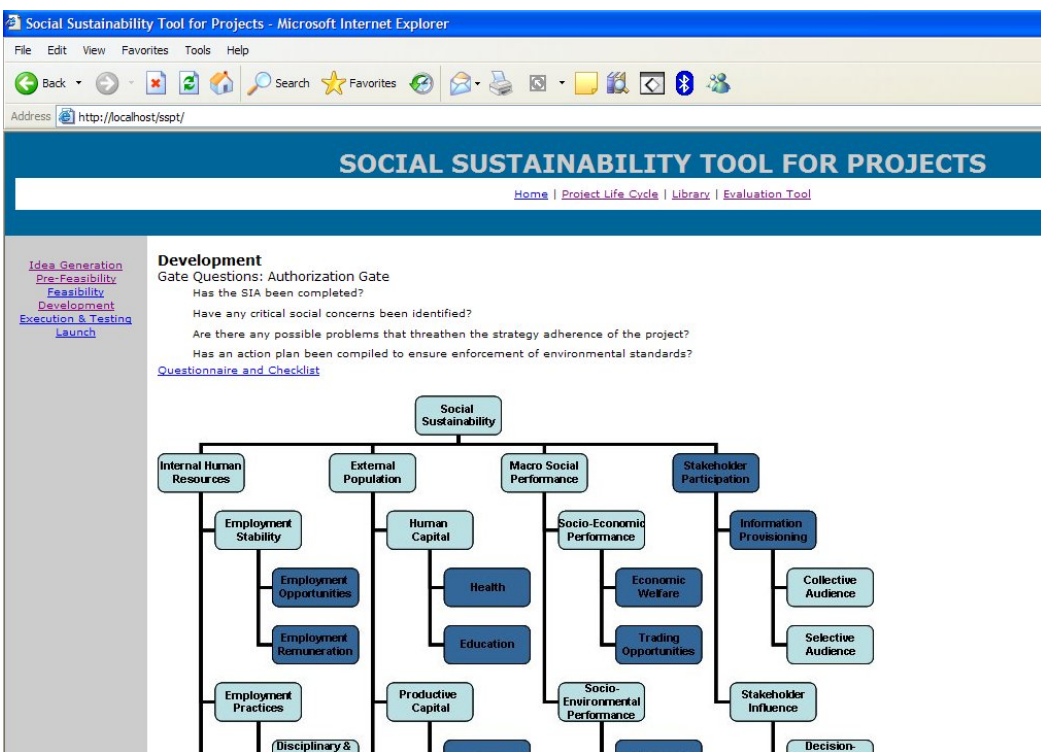 Social Sustainability Tool for Projects - Microsoft Internet Explorer
File Edit View Favorites Tools Help
Back Search Favorites
Address http://localhost/sspt/
SOCIAL SUSTAINABILITY TOOL FOR PROJECTS
Home | Project Life Cycle | Library | Evaluation Tool
Idea Generation
Pre-Feasibility
Feasibility
Development
Execution & Testing
Launch
Development
Gate Questions: Authorization Gate
Has the SIA been completed?
Have any critical social concerns been identified?
Are there any possible problems that threathen the strategy adherence of the project?
Has an action plan been compiled to ensure enforcement of environmental standards?
Questionnaire and Checklist
Social
Sustainability
Internal Human
Resources
External
Population
Macro Social
Performance
Stakeholder
Participation
Employment
Stability
Human
Capital
Socio-Economic
Performance
Information
Provisioning
Employment
Opportunities
Health
Economic
Welfare
Collective
Audience
Employment
Remuneration
Education
Trading
Opportunities
Selective
Audience
Employment
Practices
Productive
Capital
Socio-
Environmental
Performance
Stakeholder
Influence
Disciplinary &
Decision-